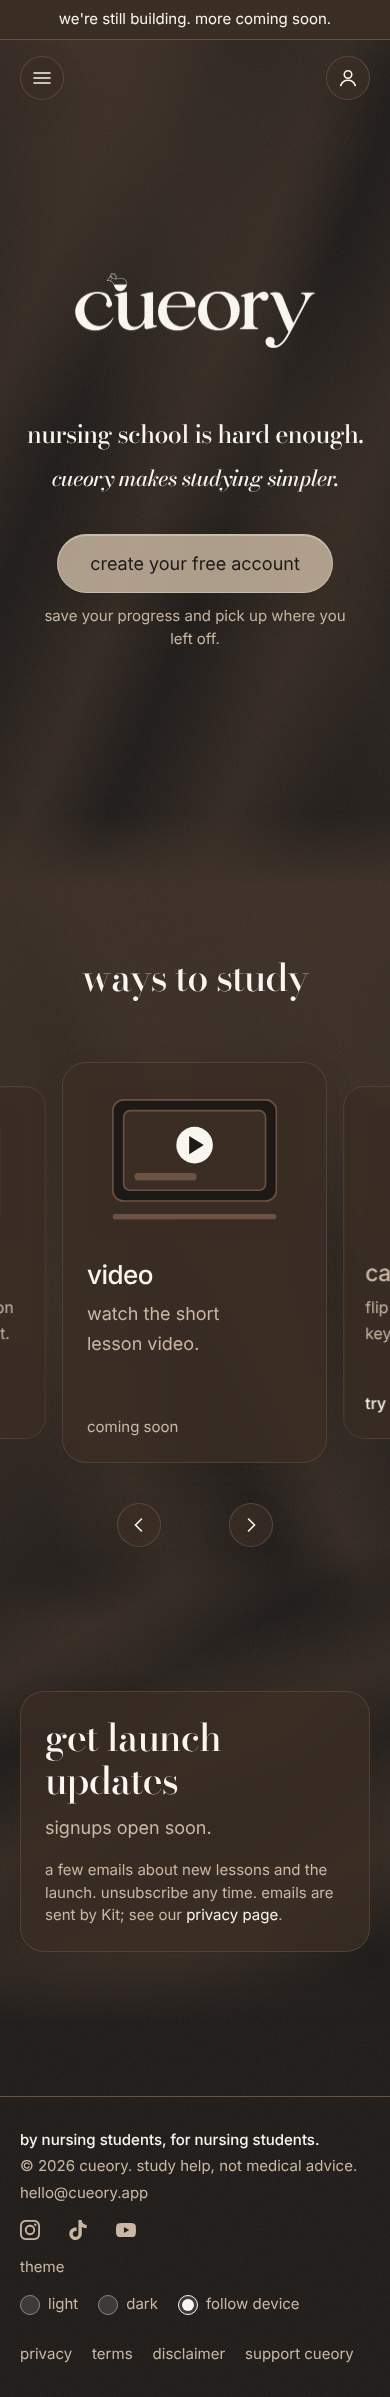 we're still building. more coming soon.
cueory
nursing school is hard enough.
cueory makes studying simpler.
create your free account
save your progress and pick up where you
left off.
ways to study
video
watch the short
lesson video.
coming soon
on
t.
ca
flip
key
try
get launch
updates
signups open soon.
a few emails about new lessons and the
launch. unsubscribe any time. emails are
sent by Kit; see our privacy page.
by nursing students, for nursing students.
© 2026 cueory. study help, not medical advice.
hello@cueory.app
theme
light dark follow device
privacy terms disclaimer support cueory